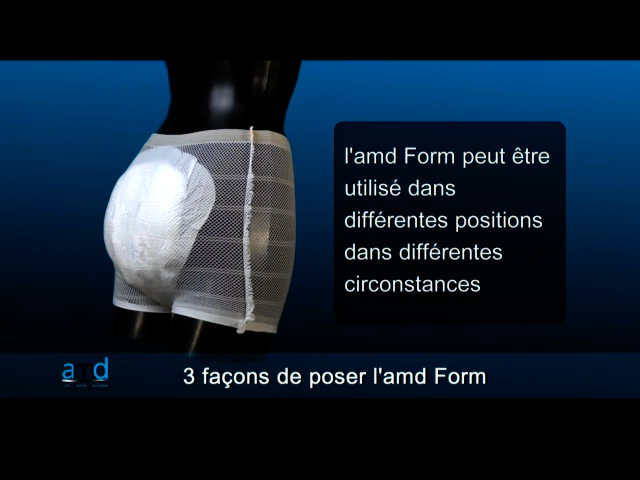 l'amd Form peut être
utilisé dans
différentes positions
dans différentes
circonstances
amd
3 façons de poser l'amd Form